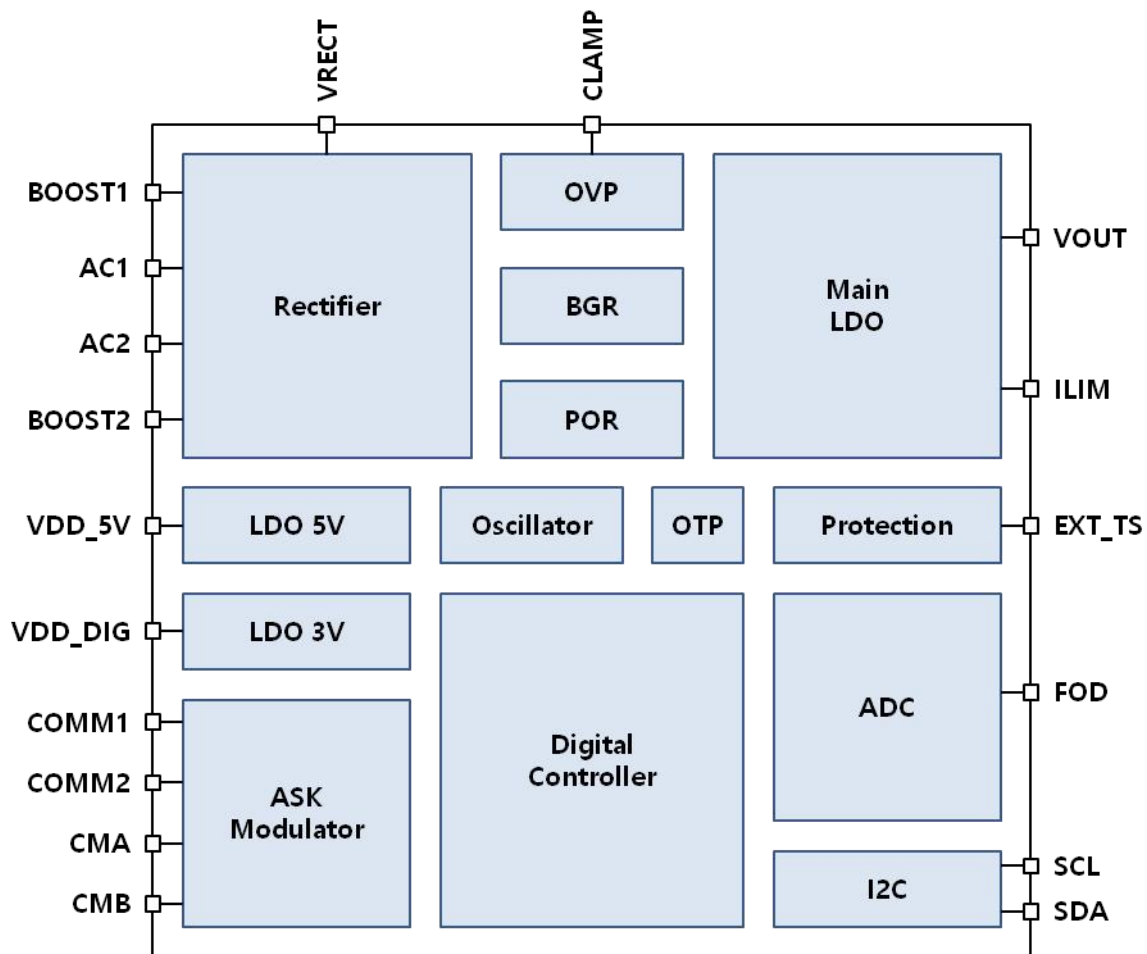 VRECT
CLAMP
BOOST1
AC1
AC2
BOOST2
VDD_5V
VDD_DIG
COMM1
COMM2
CMA
CMB
Rectifier
OVP
BGR
POR
Main
LDO
LDO 5V
Oscillator
OTP
Protection
LDO 3V
ASK
Modulator
Digital
Controller
ADC
I2C
VOUT
ILIM
EXT_TS
FOD
SCL
SDA